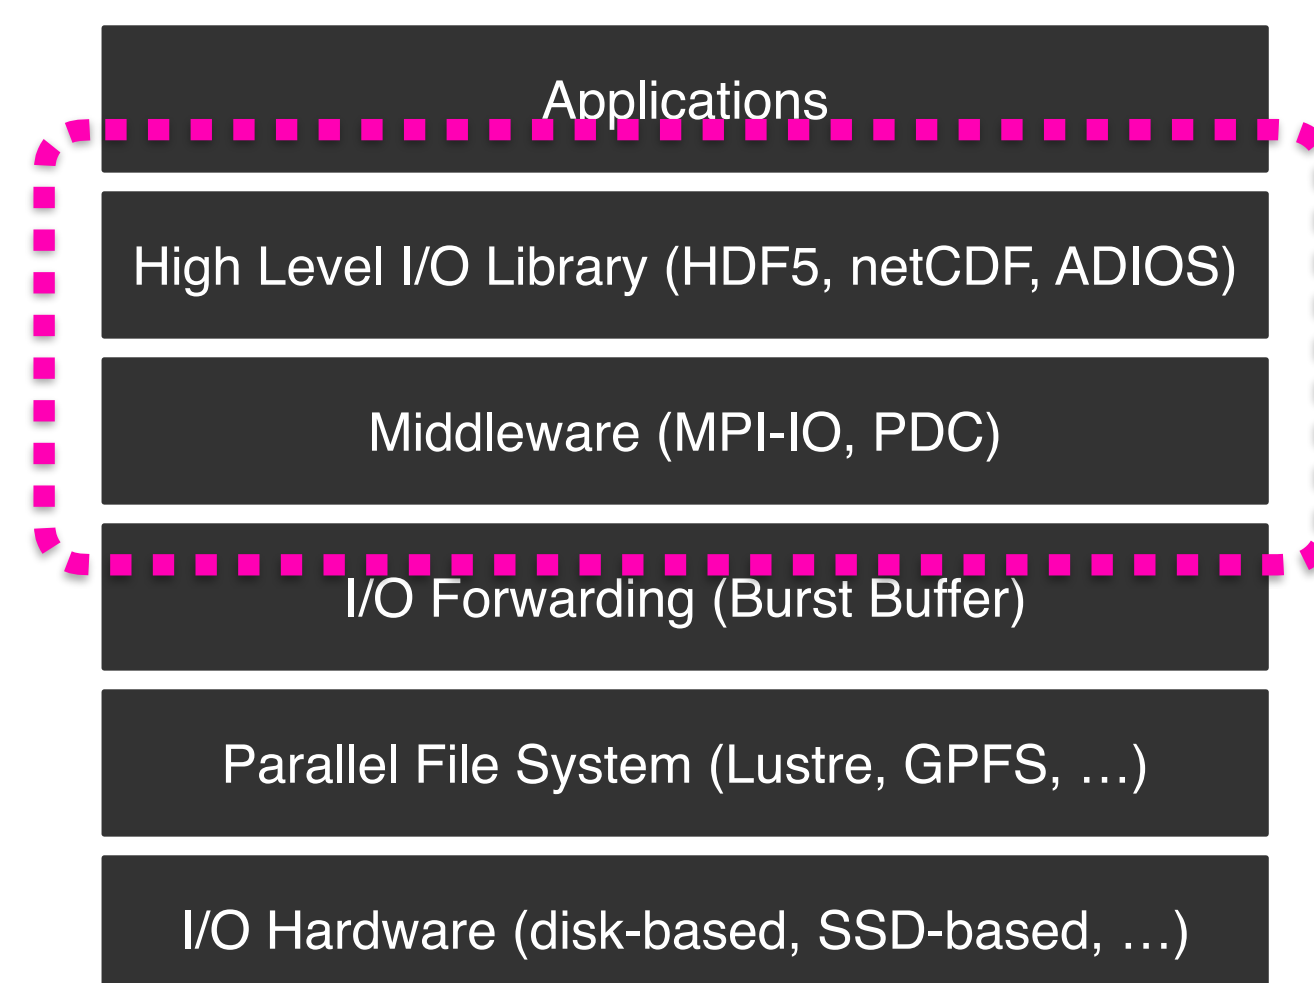 Applications
High Level I/O Library (HDF5, netCDF, ADIOS)
Middleware (MPI-IO, PDC)
I/O Forwarding (Burst Buffer)
Parallel File System (Lustre, GPFS, …)
I/O Hardware (disk-based, SSD-based, …)